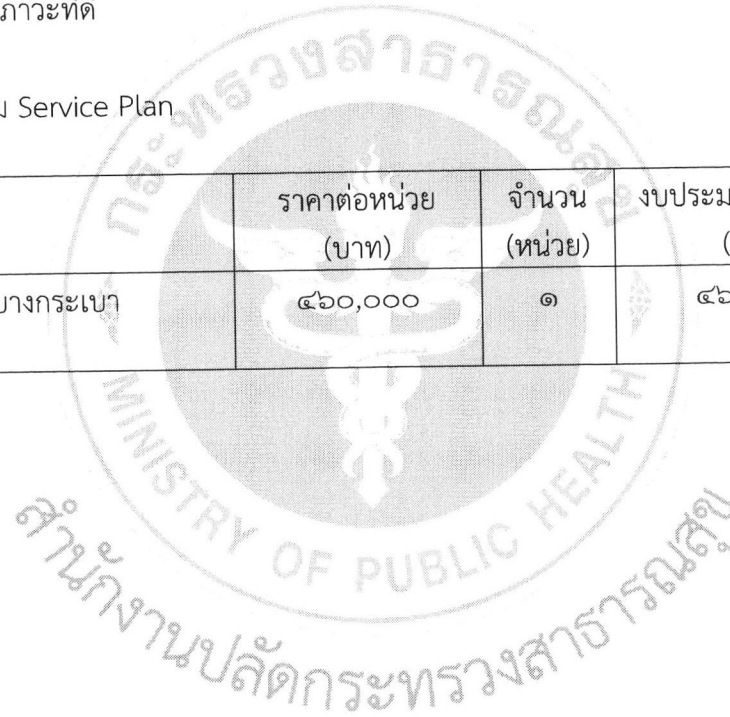 ภาวะที่ดี
Service Plan
ราคาต่อหน่วย
(บาท)
จำนวน
(หน่วย)
งบประม
(
บางกระเบา
๔๖๐,๐๐๐
๑
๔๖
กระทรวงสาธารณสุข
MINISTRY OF PUBLIC HEALTH
สำนักงานปลัดกระทรวงสาธารณสุข